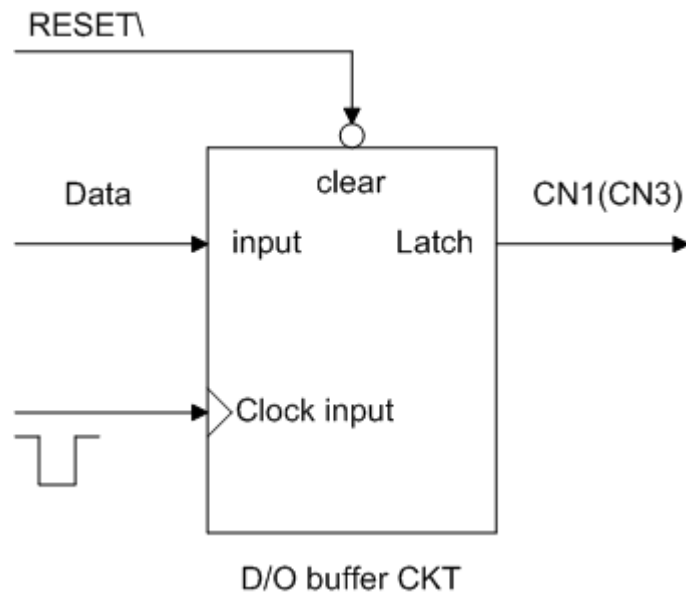 RESET\
clear
Data
CN1(CN3)
input
Latch
Clock input
D/O buffer CKT